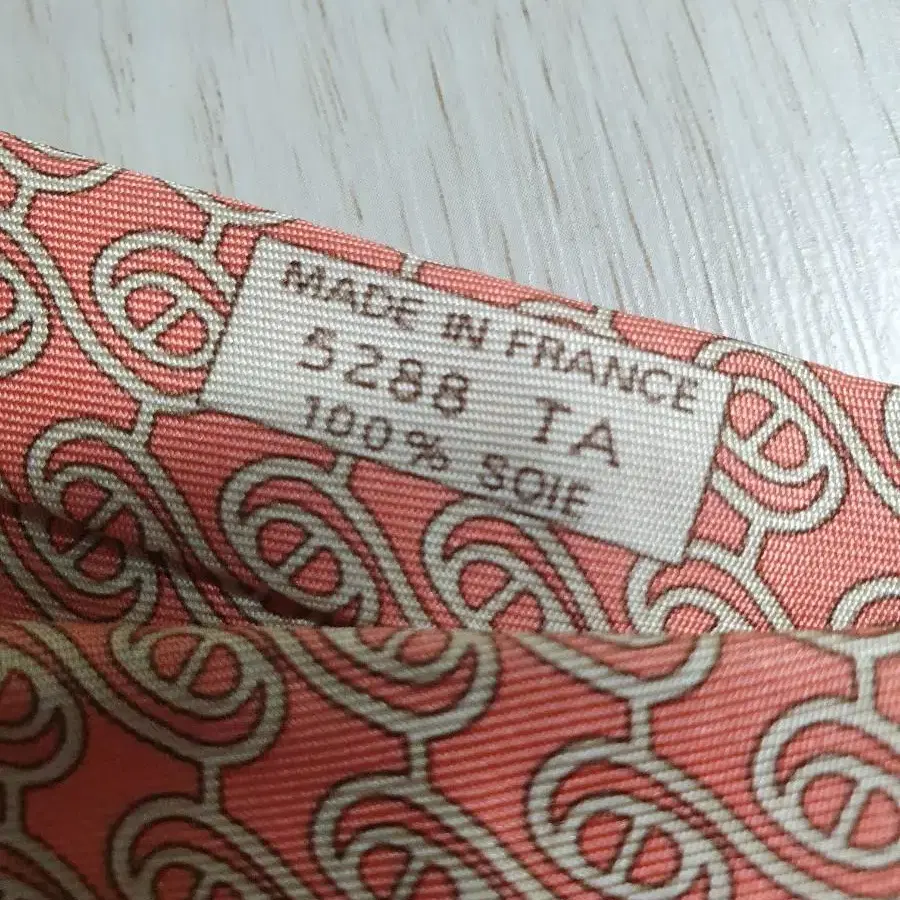 MADE IN FRANCE
5288 TA
100% SOIE